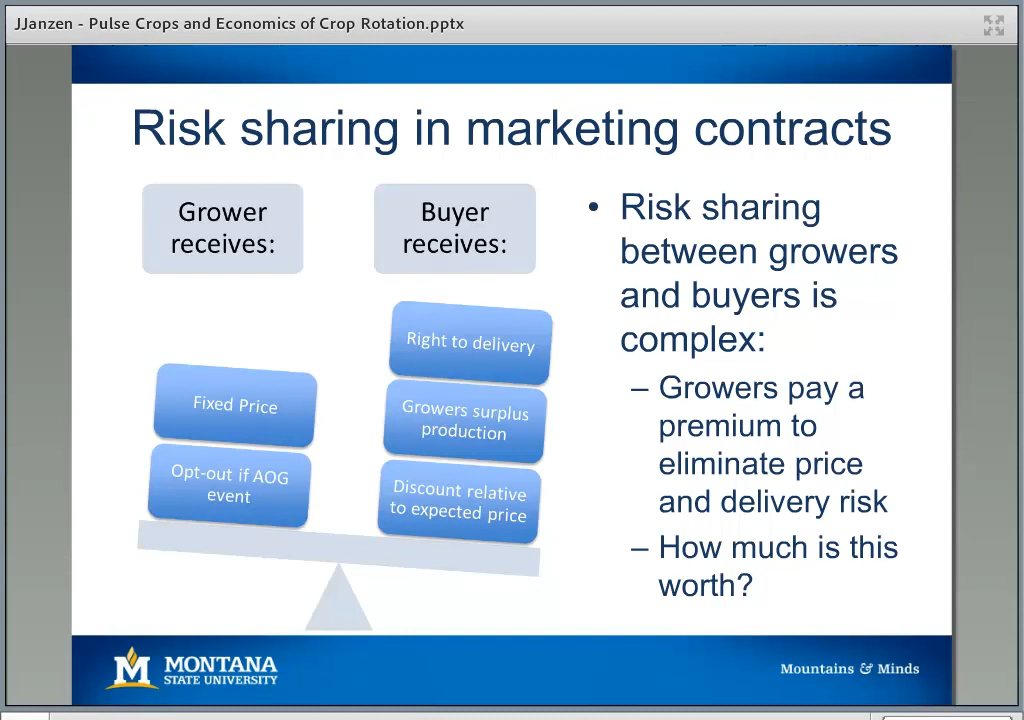 JJanzen - Pulse Crops and Economics of Crop Rotation.pptx
Risk sharing in marketing contracts
Grower
receives:
Buyer
receives:
Fixed Price
Opt-out if AOG
event
Right to delivery
Growers surplus
production
Discount relative
to expected price
• Risk sharing
between growers
and buyers is
complex:
– Growers pay a
premium to
eliminate price
and delivery risk
– How much is this
worth?
M
MONTANA
STATE UNIVERSITY
Mountains & Minds